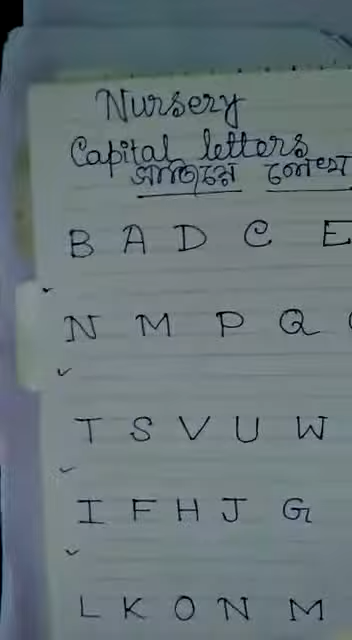 Nursery
Capital letters
সাজিয়ে লেখো
B A D C E
N M P Q
T S V U W
I F H J G
L K O N M